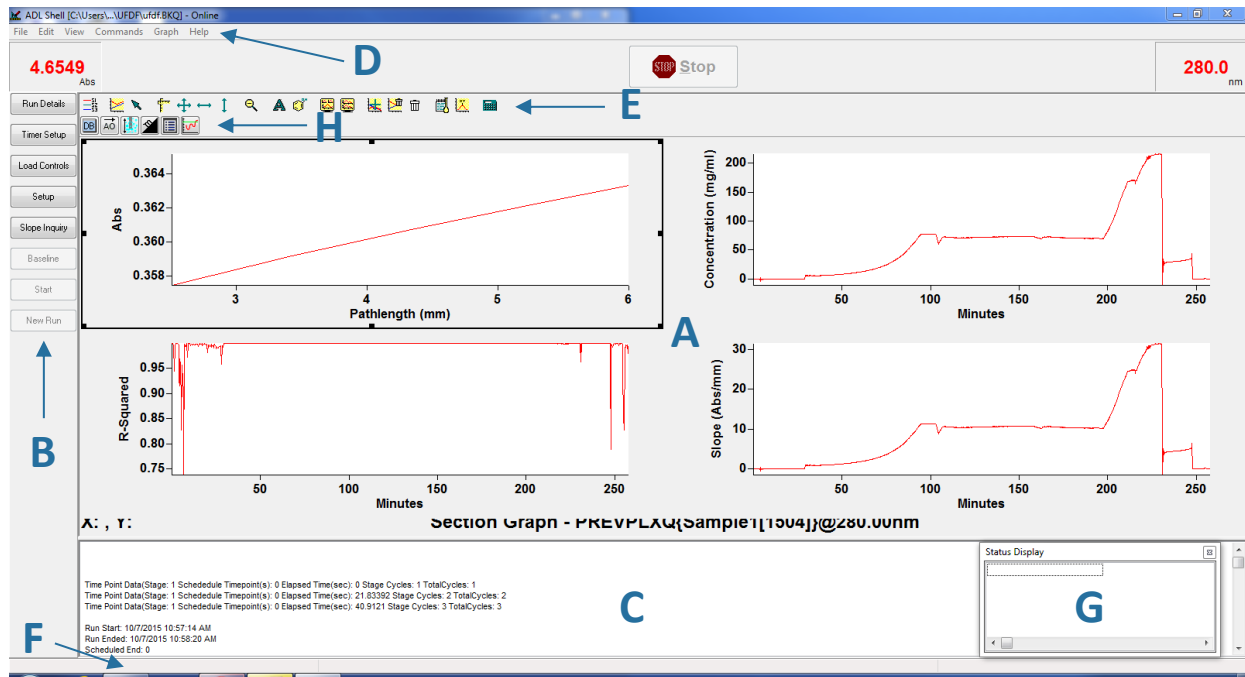 ADL Shell [C:\Users\...\UFDF\ufdf.BKQ] - Online
File Edit View Commands Graph Help
D
4.6549
Abs
STOP Stop
280.0
nm
Run Details
Timer Setup
Load Controls
Setup
Slope Inquiry
Baseline
Start
New Run
B
E
DB AO
H
0.364
0.362
0.360
0.358
Abs
3 4 5 6
Pathlength (mm)
200
150
100
50
0
Concentration (mg/ml)
50 100 150 200 250
Minutes
A
0.95
0.90
0.85
0.80
0.75
R-Squared
50 100 150 200 250
Minutes
30
20
10
0
Slope (Abs/mm)
50 100 150 200 250
Minutes
X: , Y:
Section Graph - PREVPLXQ{Sample1[1504]}@280.00nm
Time Point Data(Stage: 1 Schededule Timepoint(s): 0 Elapsed Time(sec): 0 Stage Cycles: 1 TotalCycles: 1
Time Point Data(Stage: 1 Schededule Timepoint(s): 0 Elapsed Time(sec): 21.83392 Stage Cycles: 2 TotalCycles: 2
Time Point Data(Stage: 1 Schededule Timepoint(s): 0 Elapsed Time(sec): 40.9121 Stage Cycles: 3 TotalCycles: 3
Run Start: 10/7/2015 10:57:14 AM
Run Ended: 10/7/2015 10:58:20 AM
Scheduled End: 0
C
Status Display
G
F